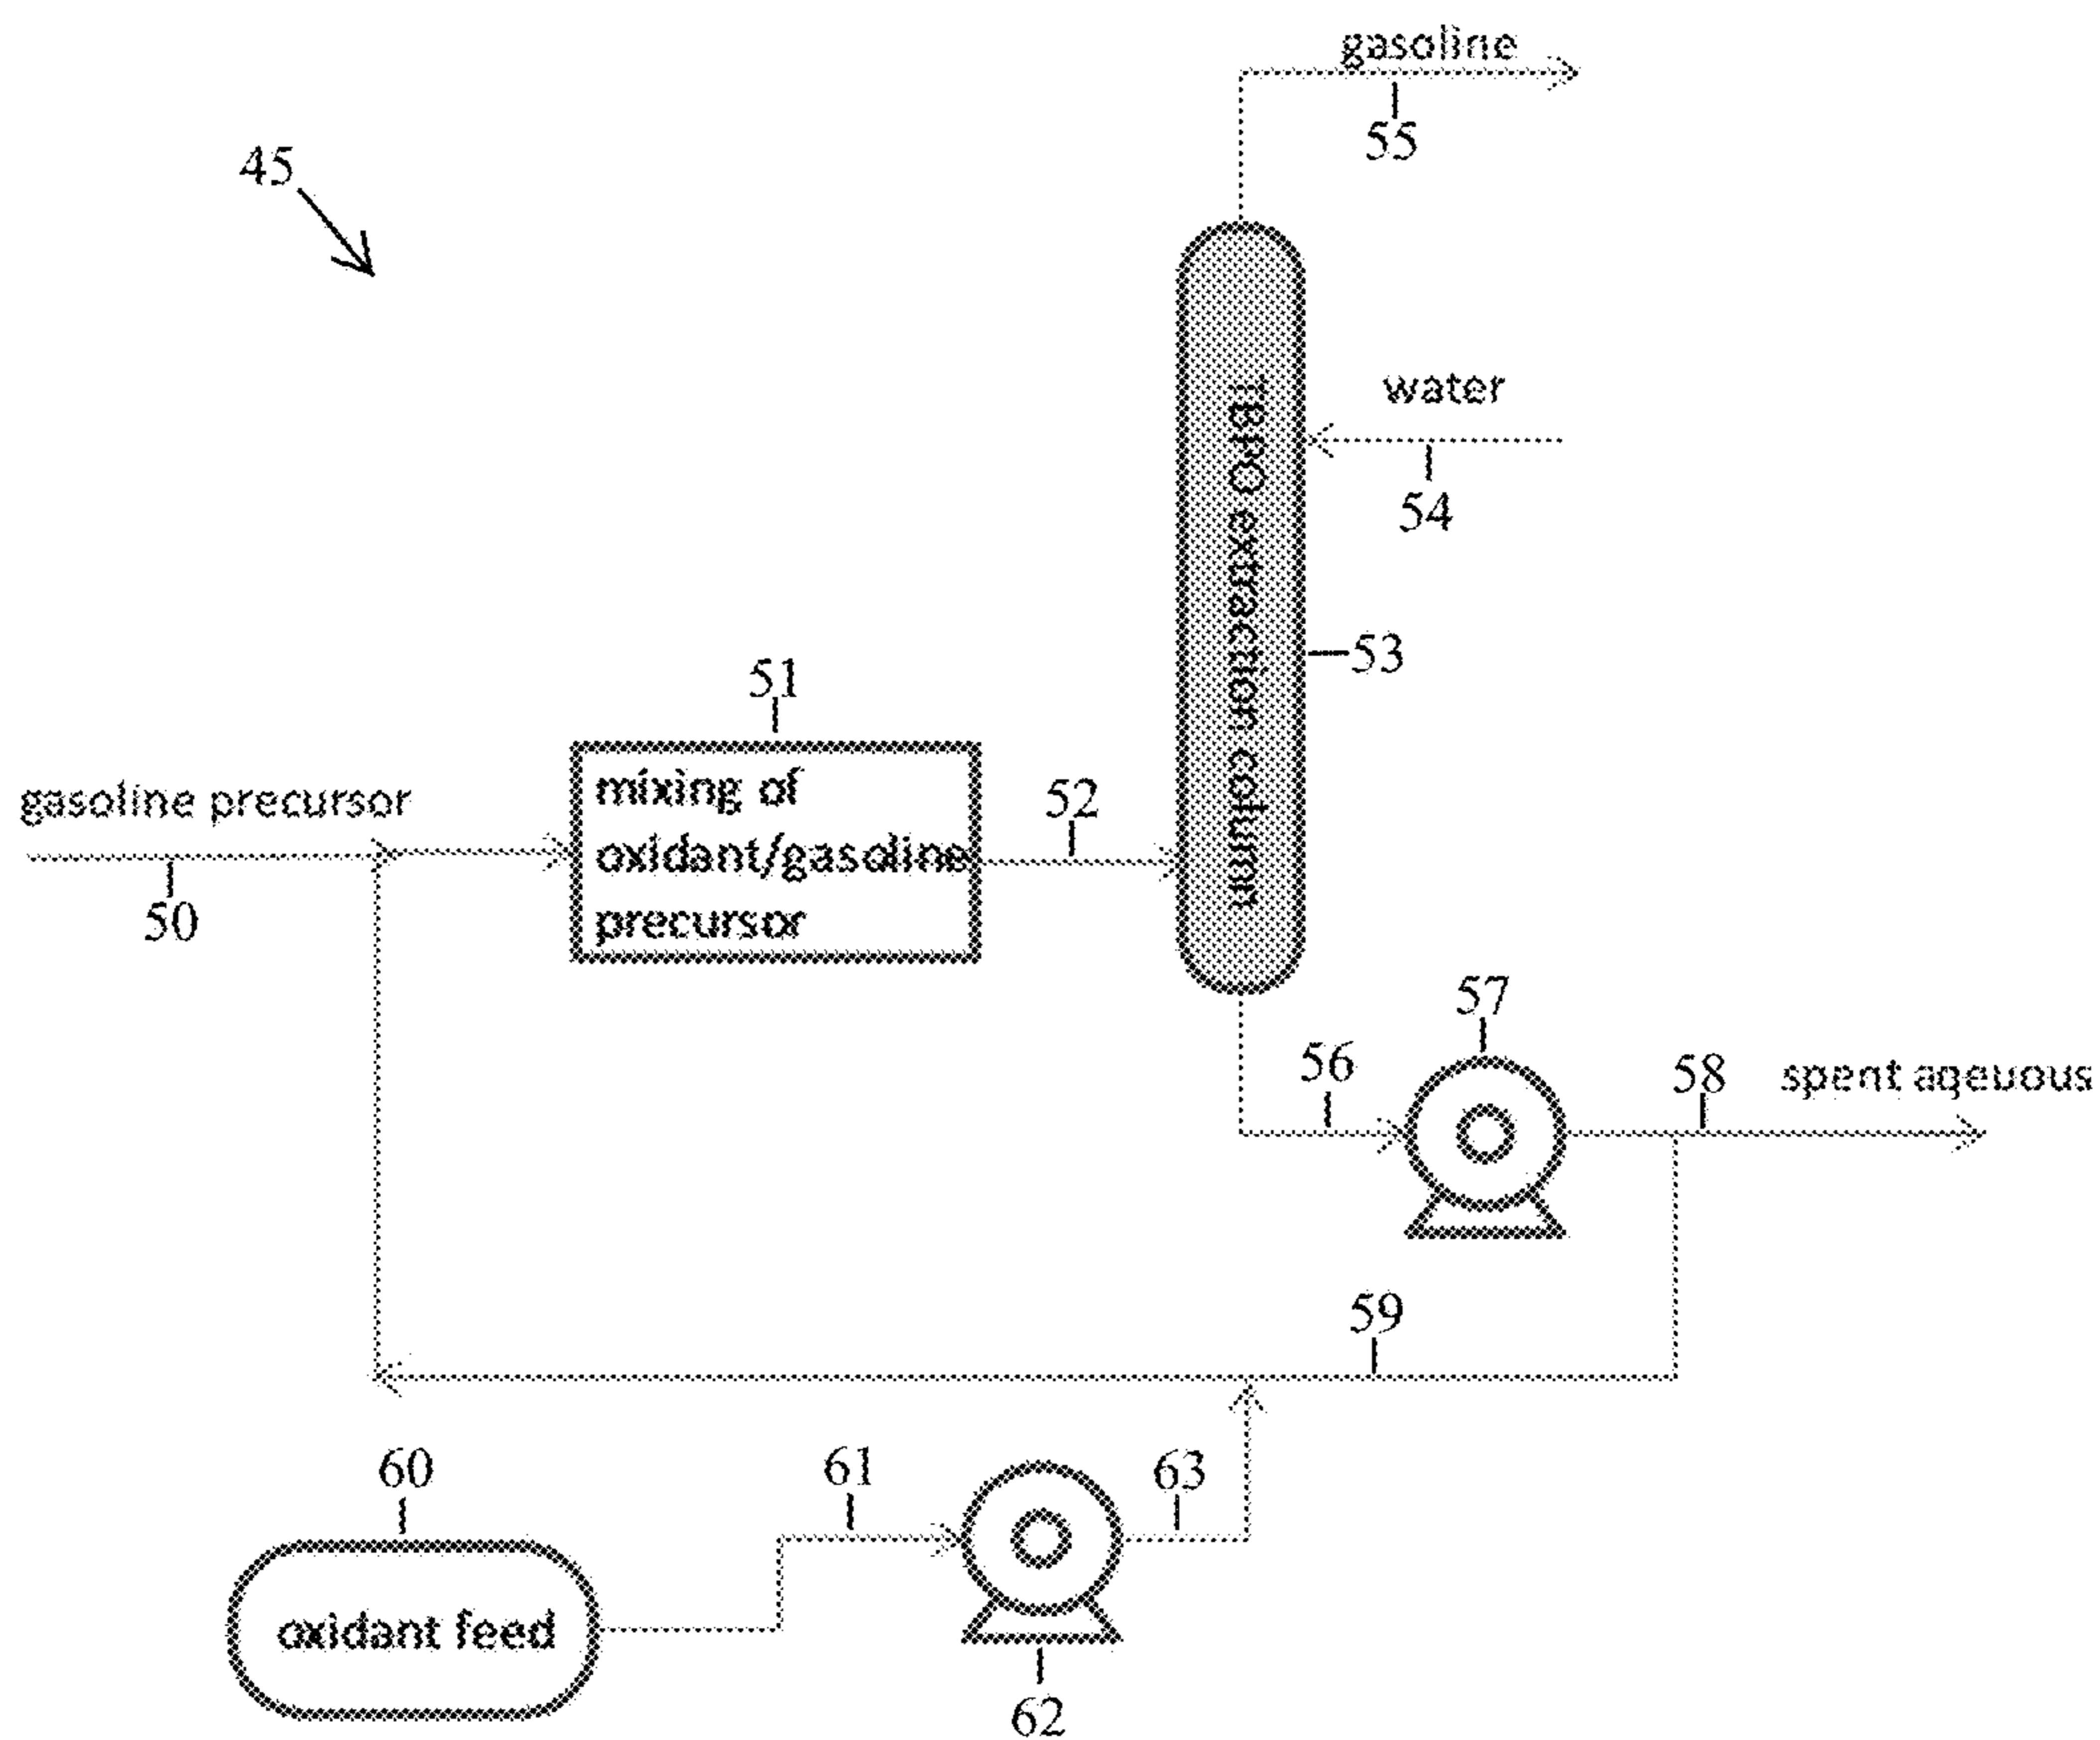 gasoline
55
45
water
54
TBPO extraction column
53
51
mixing of
oxidant/gasoline
precursor
52
gasoline precursor
50
57
56
58
spent aqeuous
59
60
oxidant feed
61
63
62